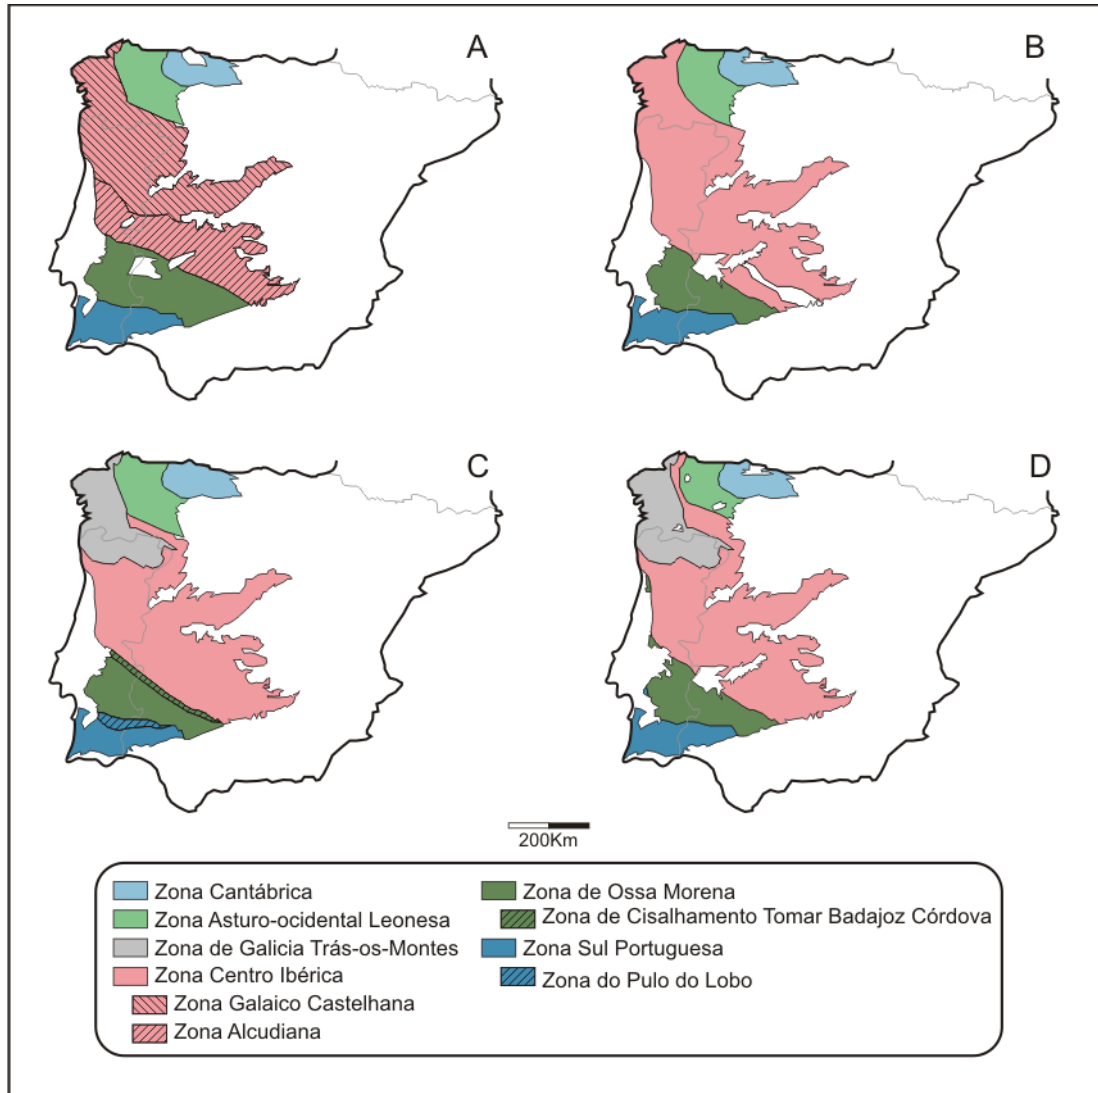 A
B
C
D
200Km
Zona Cantábrica
Zona Asturo-ocidental Leonesa
Zona de Galicia Trás-os-Montes
Zona Centro Ibérica
Zona Galaico Castelhana
Zona Alcudiana
Zona de Ossa Morena
Zona de Cisalhamento Tomar Badajoz Córdova
Zona Sul Portuguesa
Zona do Pulo do Lobo